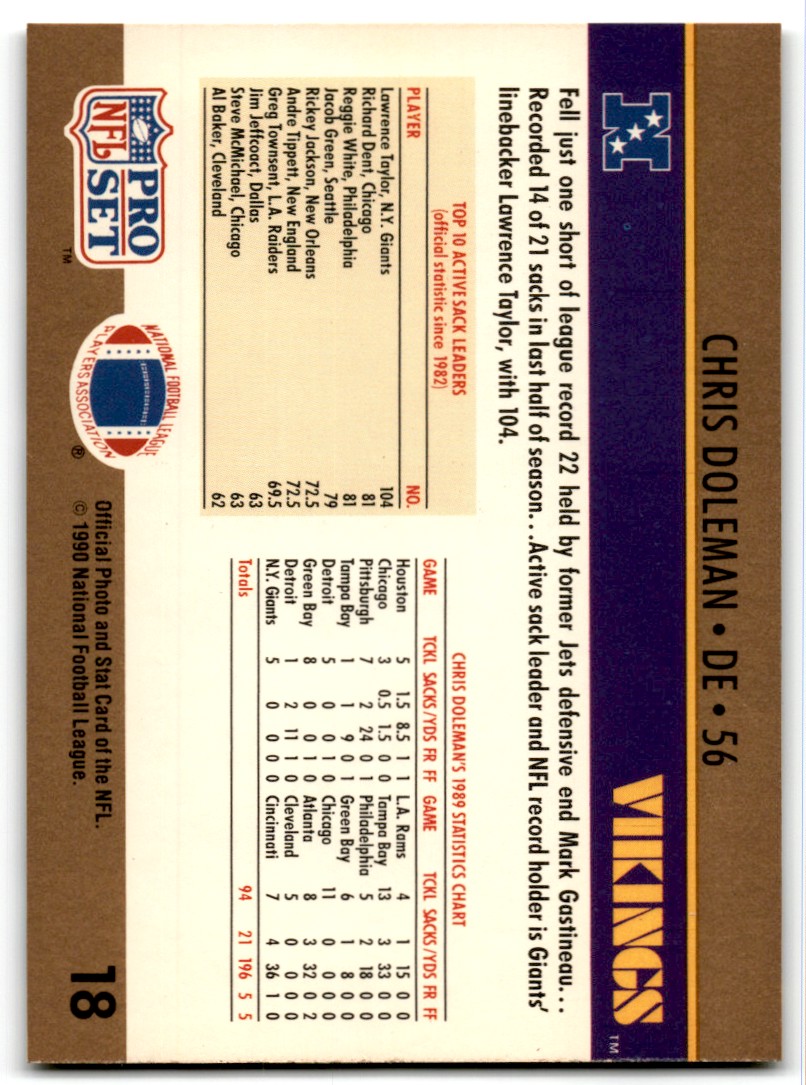 CHRIS DOLEMAN • DE • 56
VIKINGS TM
Fell just one short of league record 22 held by former Jets defensive end Mark Gastineau...
Recorded 14 of 21 sacks in last half of season...Active sack leader and NFL record holder is Giants'
linebacker Lawrence Taylor, with 104.
TOP 10 ACTIVE SACK LEADERS
(official statistic since 1982)
PLAYER NO.
Lawrence Taylor, N.Y. Giants 104
Richard Dent, Chicago 81
Reggie White, Philadelphia 81
Jacob Green, Seattle 79
Rickey Jackson, New Orleans 72.5
Andre Tippett, New England 72.5
Greg Townsent, L.A. Raiders 69.5
Jim Jeffcoact, Dallas 63
Steve McMichael, Chicago 63
Al Baker, Cleveland 62
CHRIS DOLEMAN'S 1989 STATISTICS CHART
GAME TCKL SACKS/YDS FR FF GAME TCKL SACKS/YDS FR FF
Houston 5 1.5 8.5 1 1 L.A. Rams 4 1 15 0 0
Chicago 3 0.5 1.5 0 0 Tampa Bay 13 3 33 0 0
Pittsburgh 7 2 24 0 1 Philadelphia 5 2 18 0 0
Tampa Bay 1 1 9 0 1 Green Bay 6 1 8 0 0
Detroit 5 0 0 1 0 Chicago 11 0 0 0 0
Green Bay 8 0 0 1 0 Atlanta 8 3 32 0 2
Detroit 1 2 11 1 0 Cleveland 5 0 0 0 0
N.Y. Giants 5 0 0 0 0 Cincinnati 7 4 36 1 0
Totals 94 21 196 5 5
NFL PRO SET TM
NATIONAL FOOTBALL LEAGUE
PLAYERS ASSOCIATION ®
Official Photo and Stat Card of the NFL.
© 1990 National Football League.
18